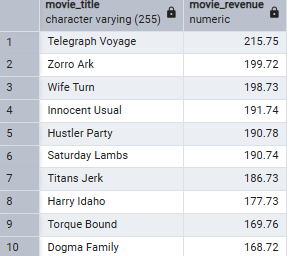 movie_title movie_revenue
character varying (255) numeric
1 Telegraph Voyage 215.75
2 Zorro Ark 199.72
3 Wife Turn 198.73
4 Innocent Usual 191.74
5 Hustler Party 190.78
6 Saturday Lambs 190.74
7 Titans Jerk 186.73
8 Harry Idaho 177.73
9 Torque Bound 169.76
10 Dogma Family 168.72